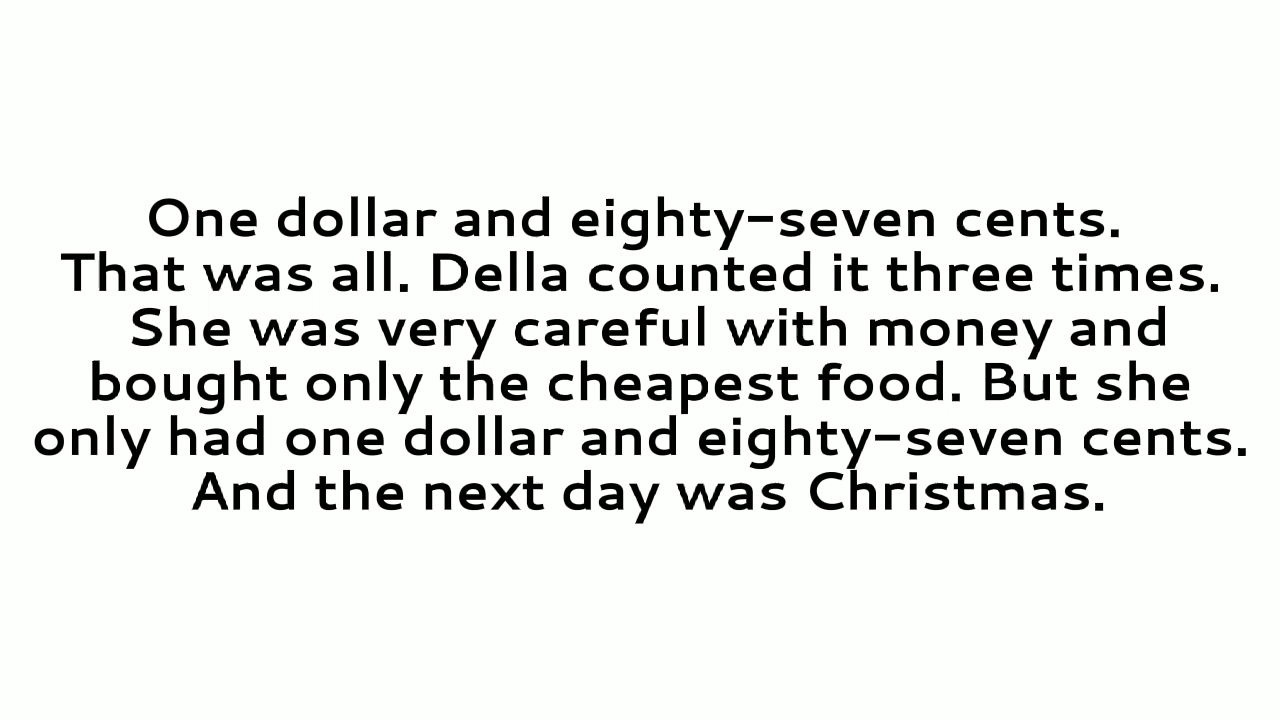 One dollar and eighty-seven cents.
That was all. Della counted it three times.
She was very careful with money and
bought only the cheapest food. But she
only had one dollar and eighty-seven cents.
And the next day was Christmas.